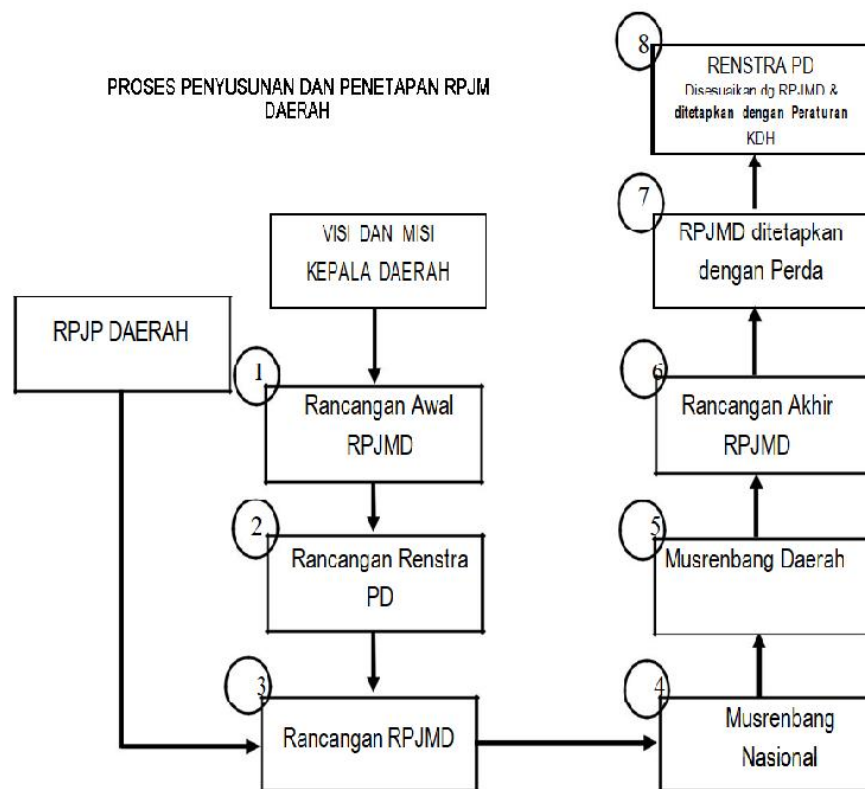 PROSES PENYUSUNAN DAN PENETAPAN RPJM
DAERAH
VISI DAN MISI
KEPALA DAERAH
RPJP DAERAH
1
Rancangan Awal
RPJMD
2
Rancangan Renstra
PD
3
Rancangan RPJMD
4
Musrenbang
Nasional
5
Musrenbang Daerah
6
Rancangan Akhir
RPJMD
7
RPJMD ditetapkan
dengan Perda
8
RENSTRA PD
Disesuaikan dg RPJMD &
ditetapkan dengan Peraturan
KDH